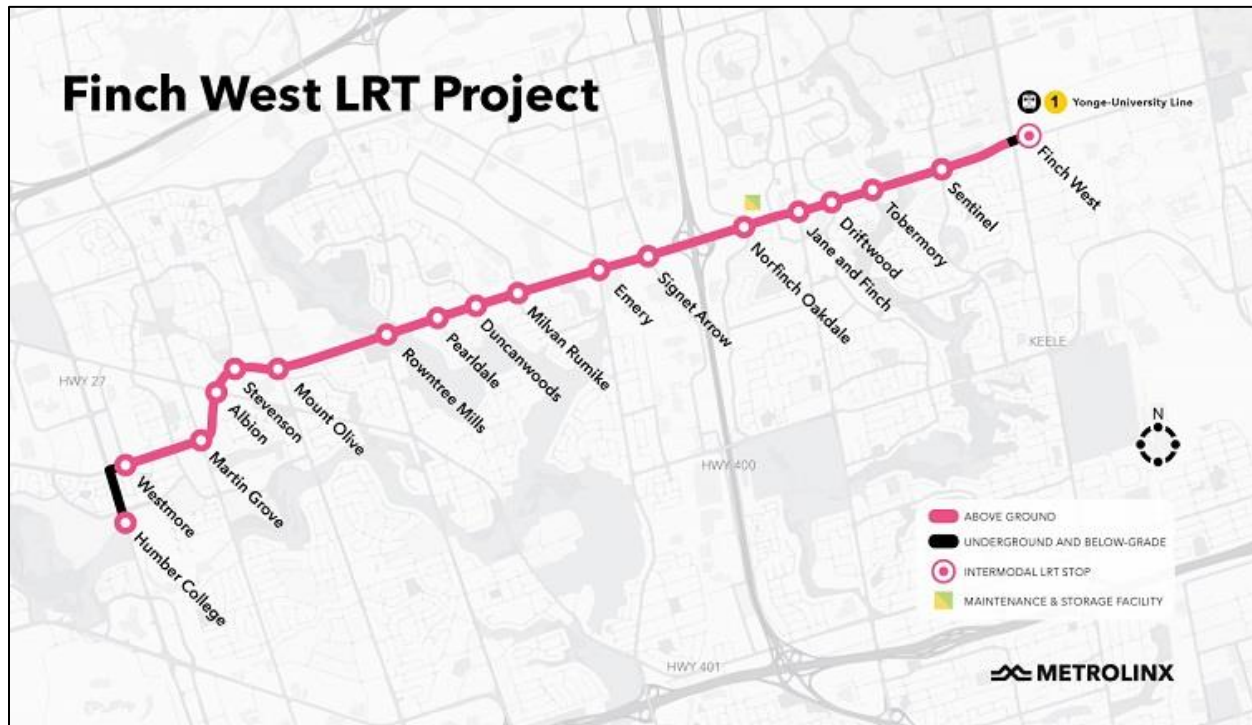 Finch West LRT Project
1 Yonge-University Line
Finch West
Sentinel
Tobermory
Driftwood
Jane and Finch
Norfinch Oakdale
Signet Arrow
Emery
Milvan Rumike
Duncanwoods
Pearldale
Rowntree Mills
Mount Olive
Stevenson
Albion
Martin Grove
Westmore
Humber College
HWY 27
KEELE
HWY 400
HWY 401
N
ABOVE GROUND
UNDERGROUND AND BELOW-GRADE
INTERMODAL LRT STOP
MAINTENANCE & STORAGE FACILITY
METROLINX